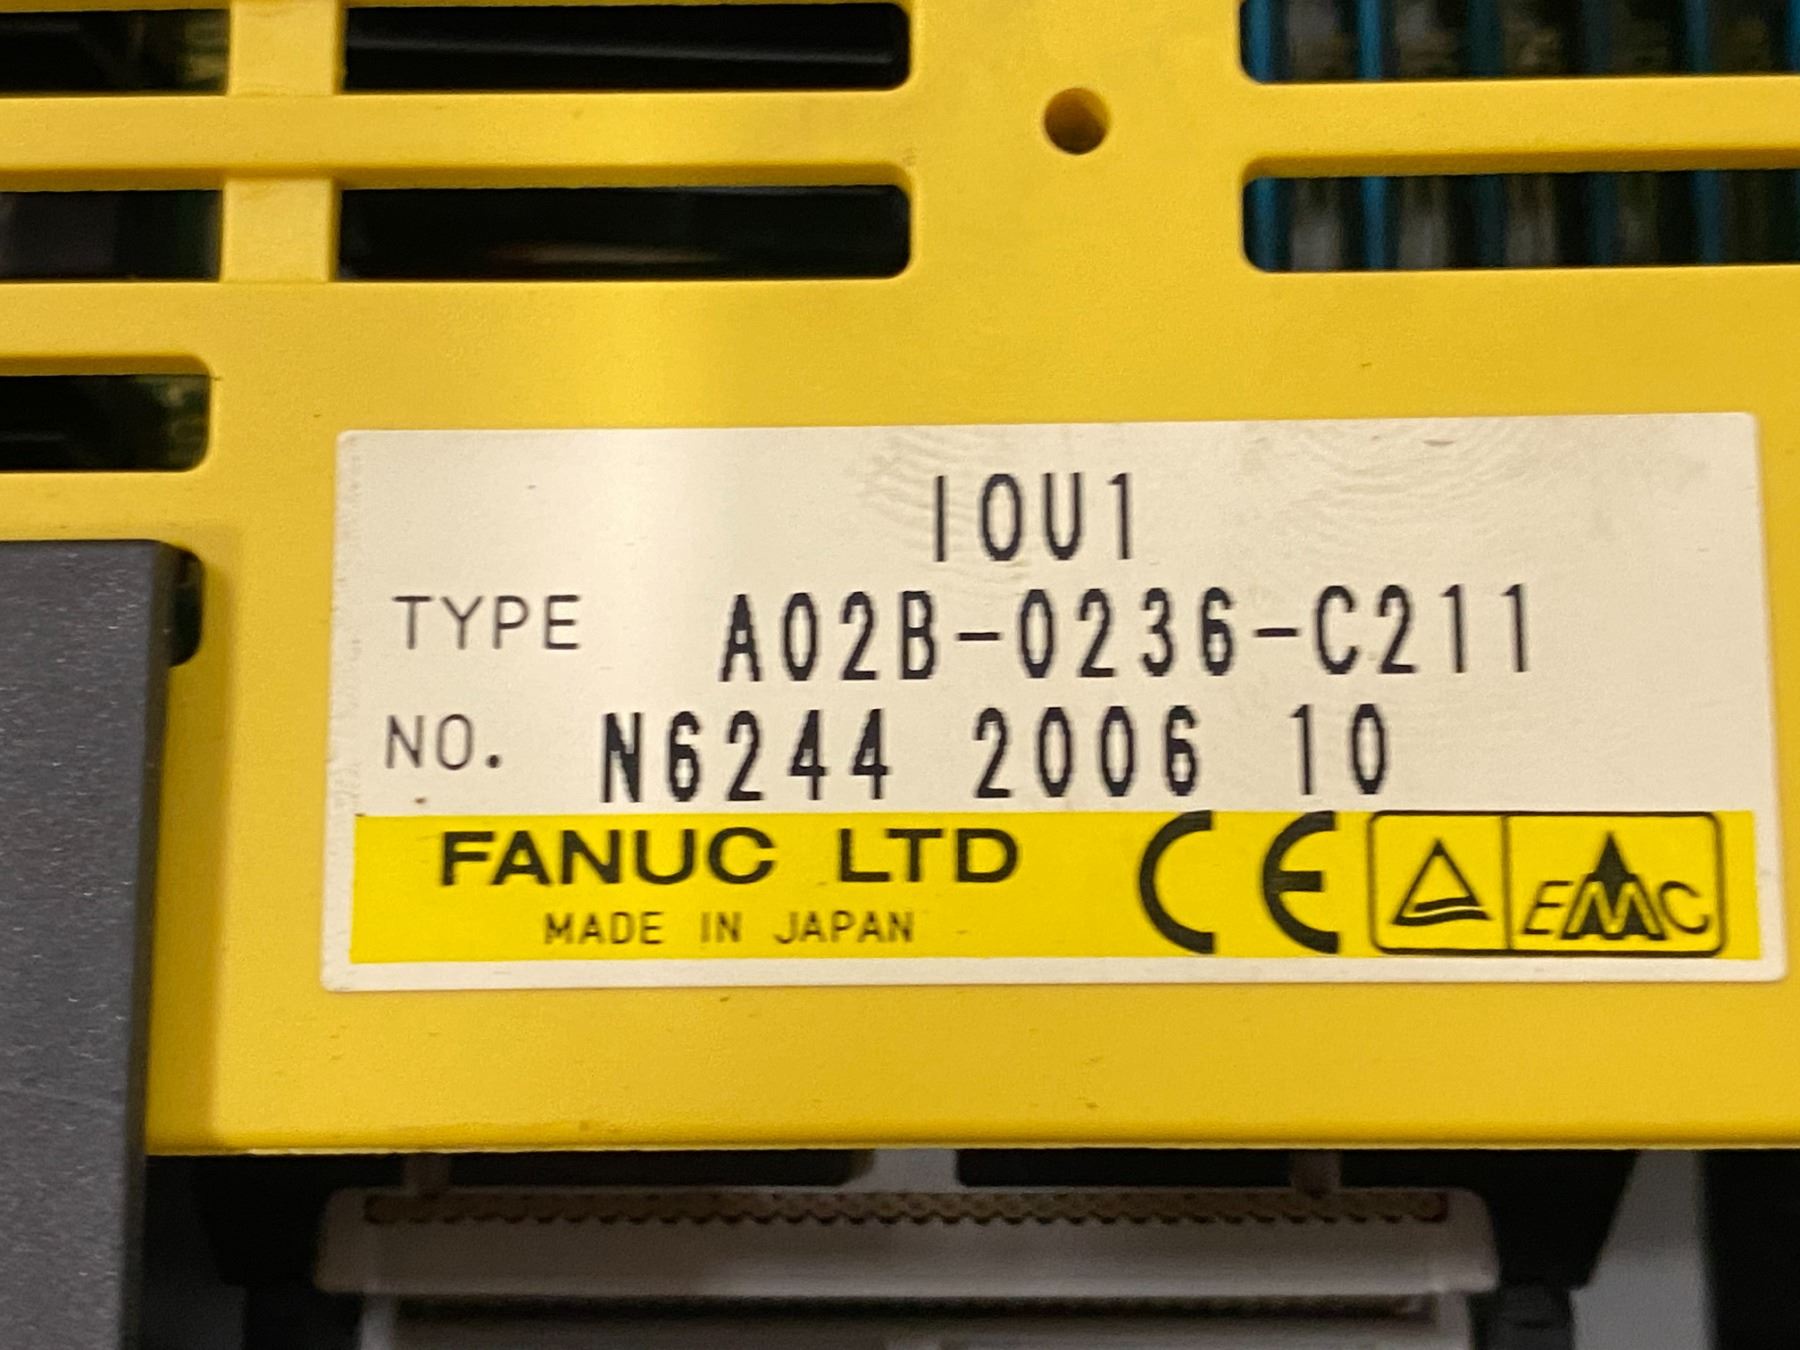 IOU1
TYPE A02B-0236-C211
NO. N6244 2006 10
FANUC LTD CE EMC
MADE IN JAPAN